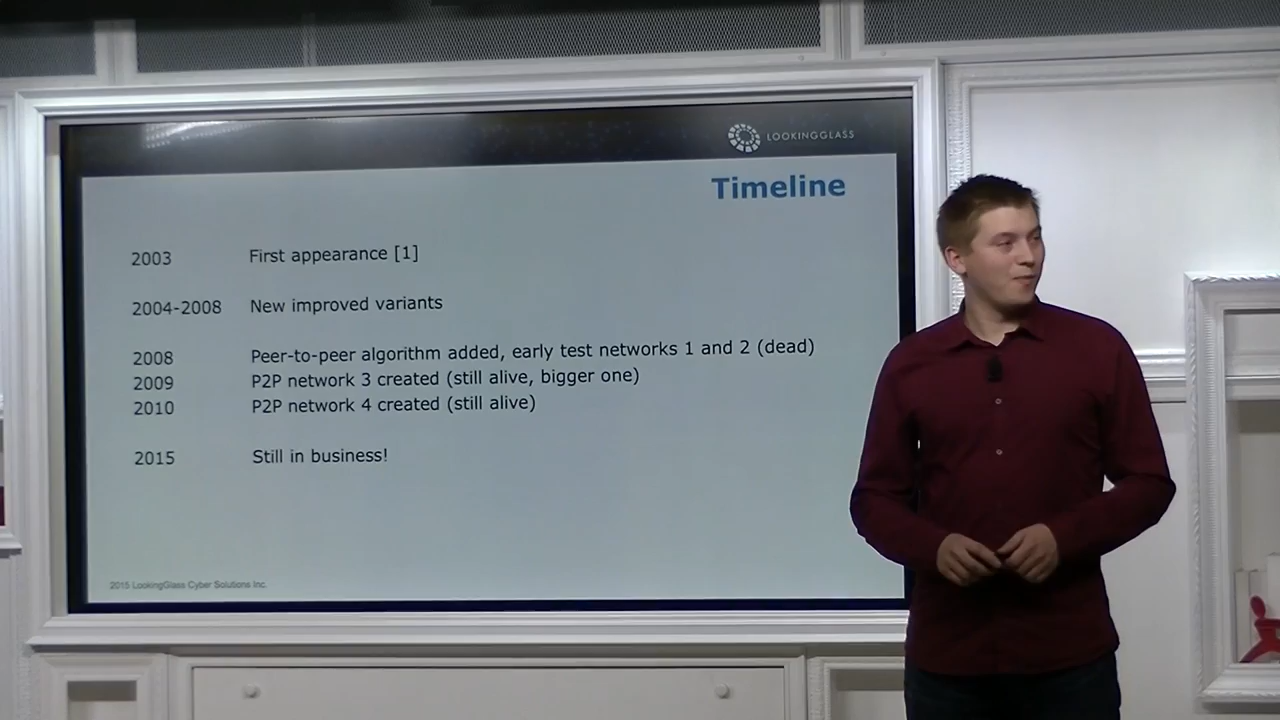 LOOKINGGLASS
Timeline
2003 First appearance [1]
2004-2008 New improved variants
2008 Peer-to-peer algorithm added, early test networks 1 and 2 (dead)
2009 P2P network 3 created (still alive, bigger one)
2010 P2P network 4 created (still alive)
2015 Still in business!
2015 LookingGlass Cyber Solutions Inc.